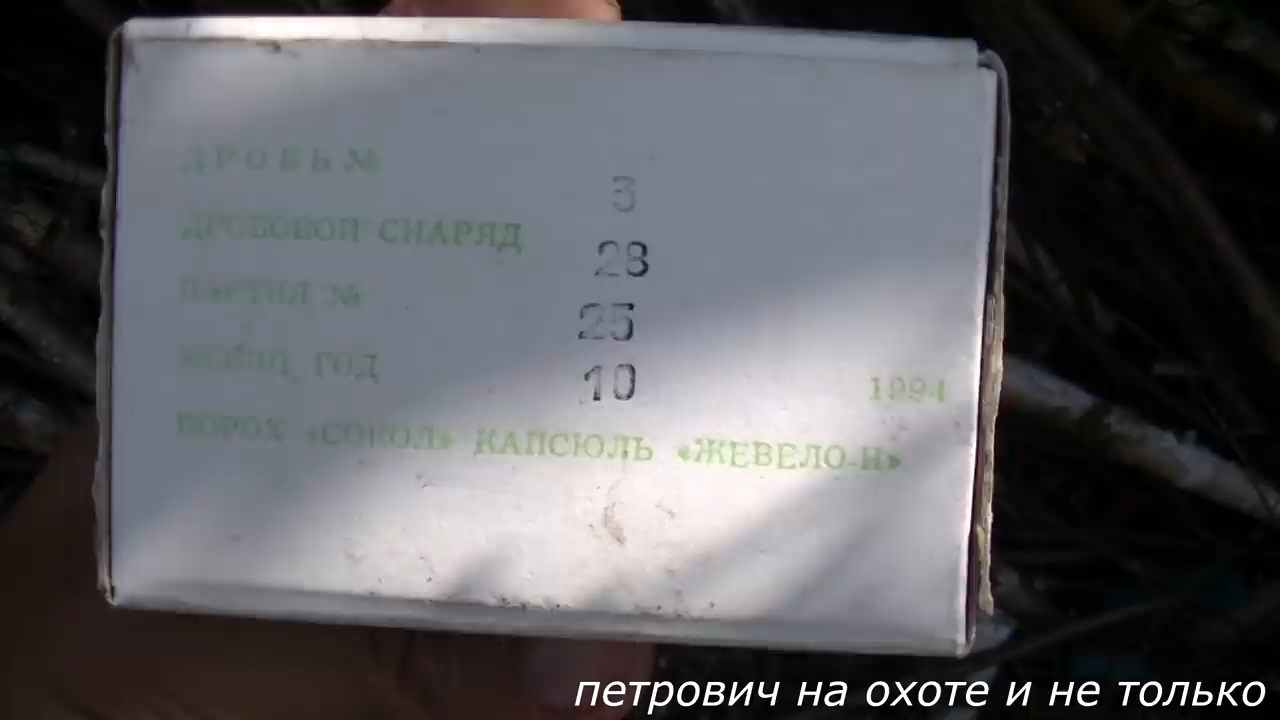 ДРОБЬ №
3
ДРОБОВОЙ СНАРЯД
28
ПАРТИЯ №
25
МЕСЯЦ, ГОД
10 1994
ПОРОХ «СОКОЛ» КАПСЮЛЬ «ЖЕВЕЛО-Н»
петрович на охоте и не только